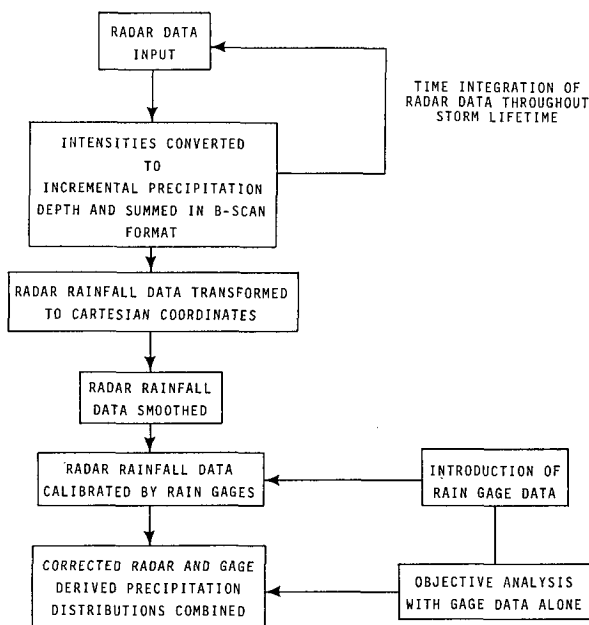 RADAR DATA
INPUT
TIME INTEGRATION OF
RADAR DATA THROUGHOUT
STORM LIFETIME
INTENSITIES CONVERTED
TO
INCREMENTAL PRECIPITATION
DEPTH AND SUMMED IN B-SCAN
FORMAT
RADAR RAINFALL DATA TRANSFORMED
TO CARTESIAN COORDINATES
RADAR RAINFALL
DATA SMOOTHED
RADAR RAINFALL DATA
CALIBRATED BY RAIN GAGES
INTRODUCTION OF
RAIN GAGE DATA
CORRECTED RADAR AND GAGE
DERIVED PRECIPITATION
DISTRIBUTIONS COMBINED
OBJECTIVE ANALYSIS
WITH GAGE DATA ALONE